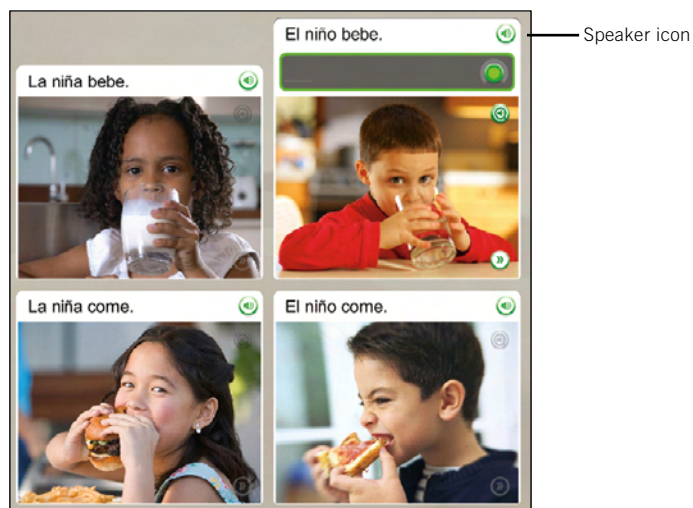 El niño bebe.
Speaker icon
La niña bebe.
La niña come.
El niño come.